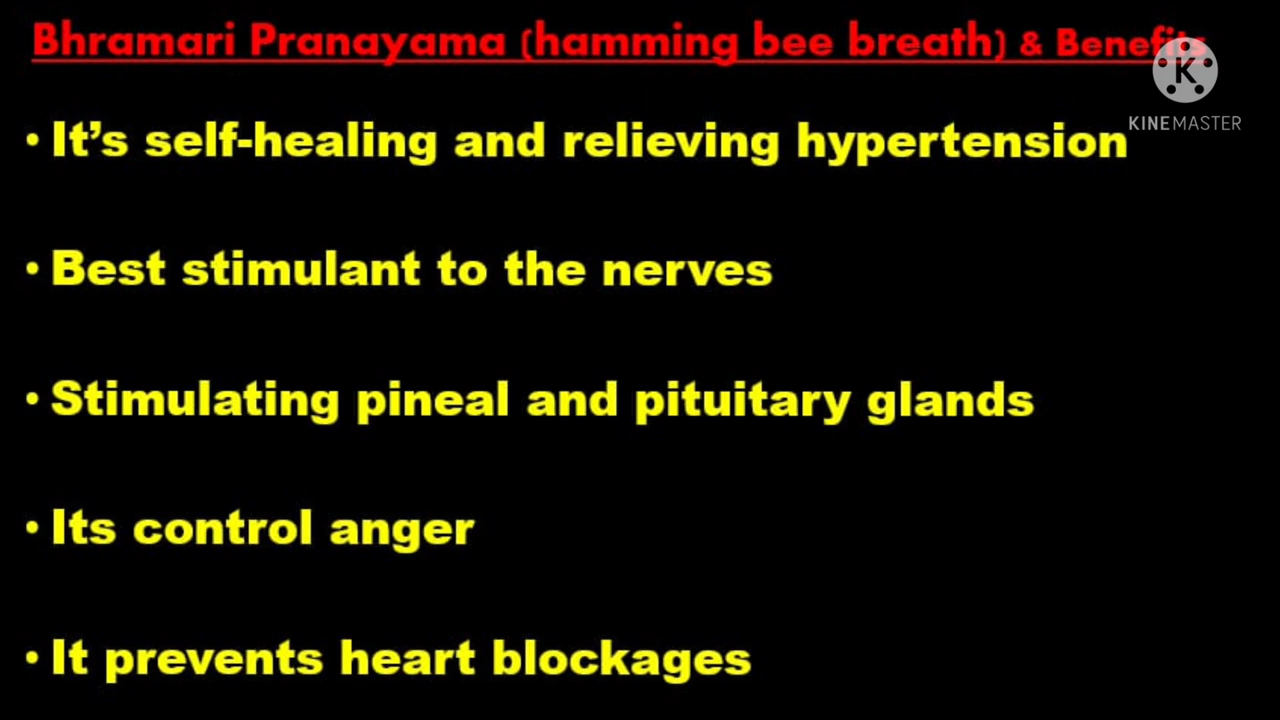 Bhramari Pranayama (hamming bee breath) & Benefits
K
KINEMASTER
• It's self-healing and relieving hypertension
• Best stimulant to the nerves
• Stimulating pineal and pituitary glands
• Its control anger
• It prevents heart blockages